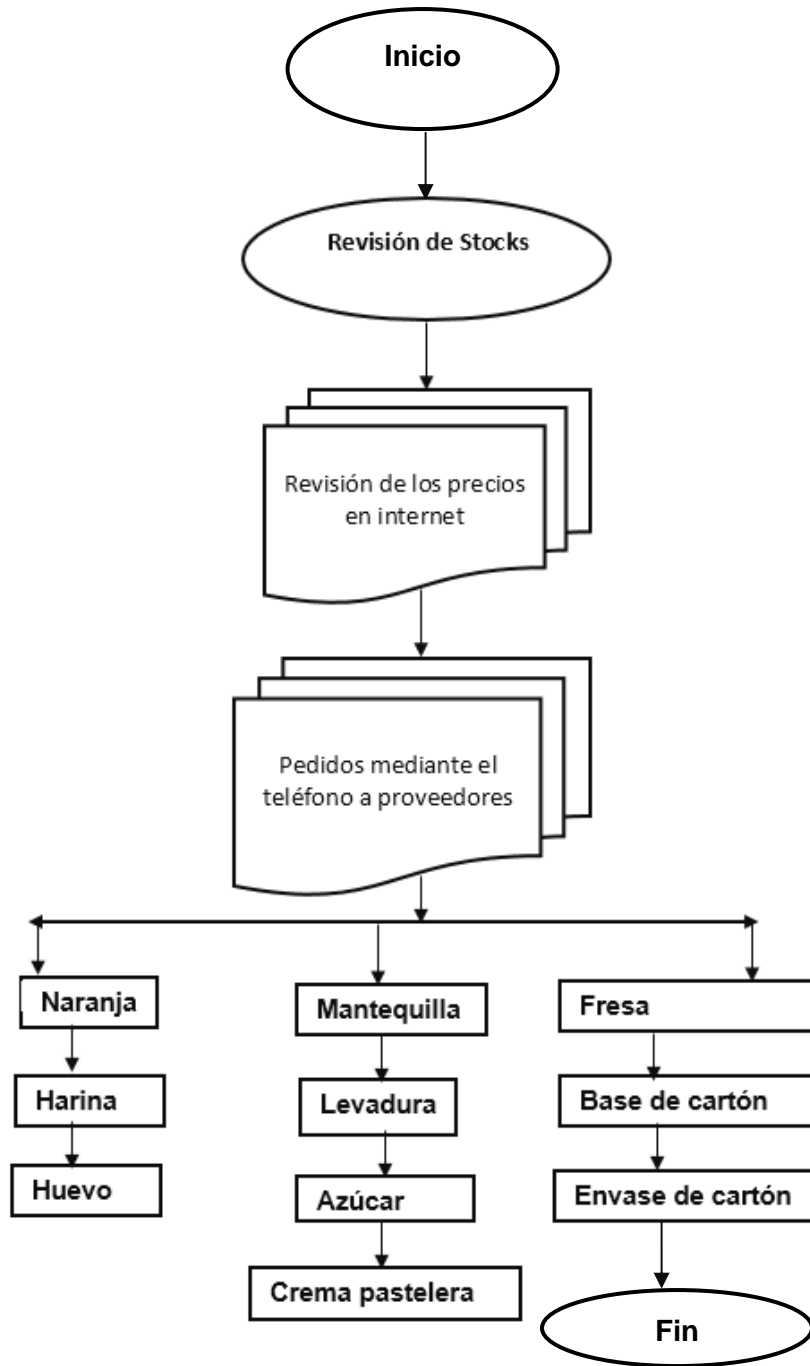 Inicio
Revisión de Stocks
Revisión de los precios
en internet
Pedidos mediante el
teléfono a proveedores
Naranja
Harina
Huevo
Mantequilla
Levadura
Azúcar
Crema pastelera
Fresa
Base de cartón
Envase de cartón
Fin